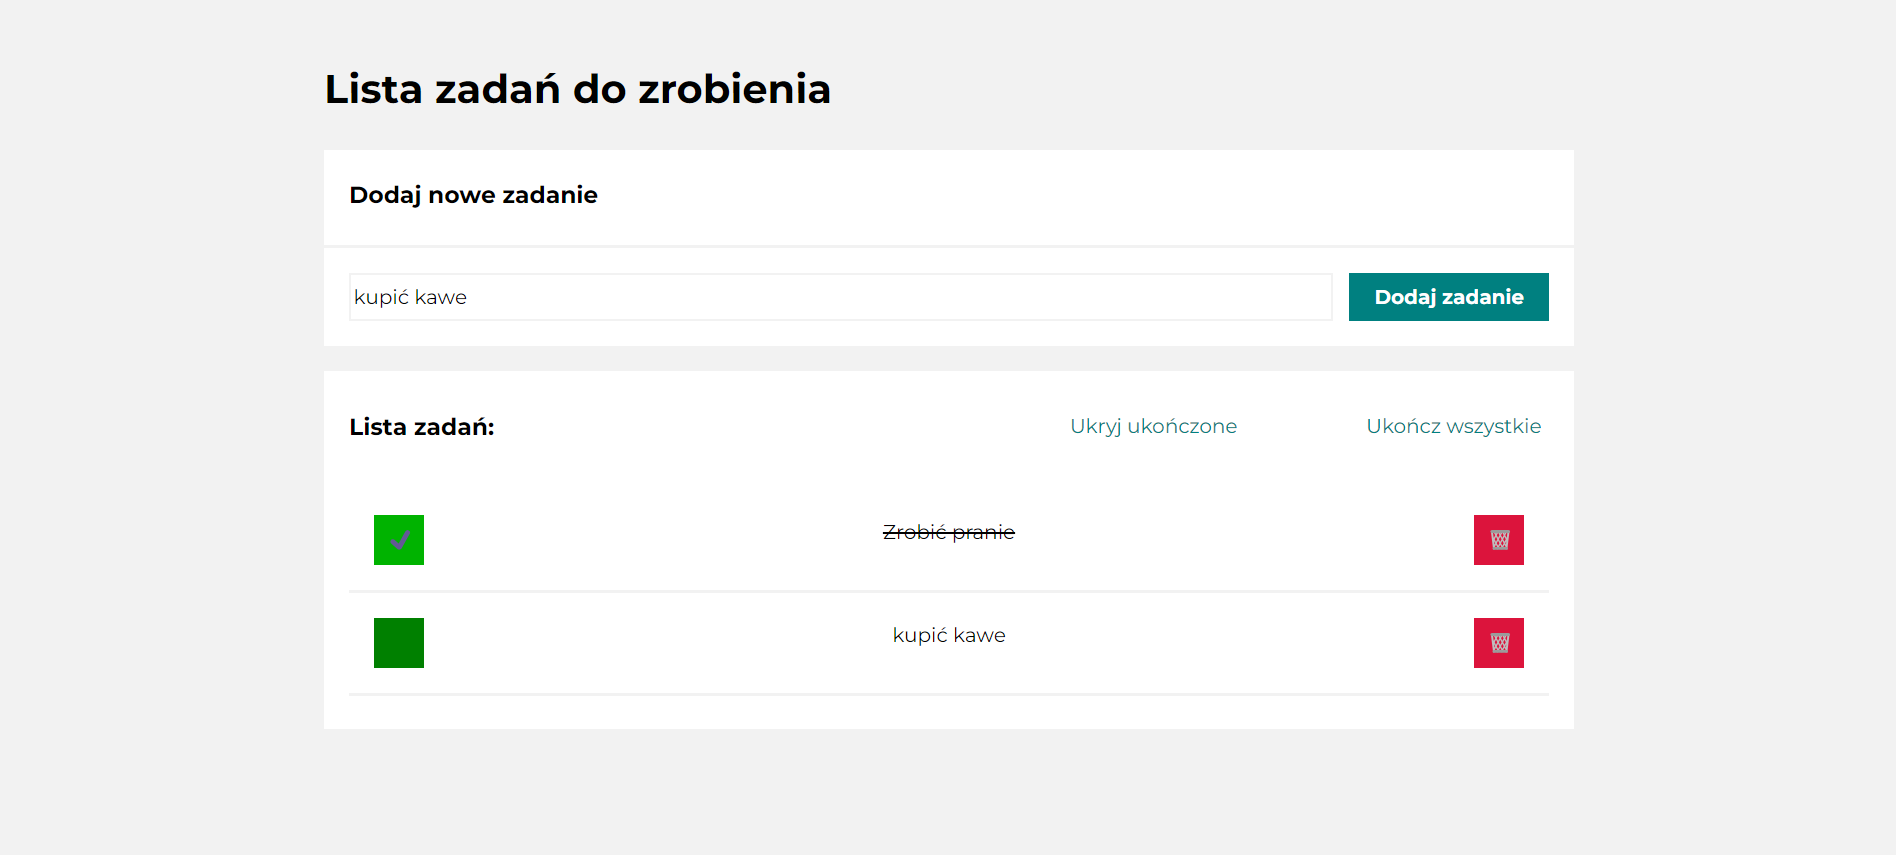 Lista zadań do zrobienia
Dodaj nowe zadanie
kupić kawe Dodaj zadanie
Lista zadań: Ukryj ukończone Ukończ wszystkie
Zrobić pranie
kupić kawe